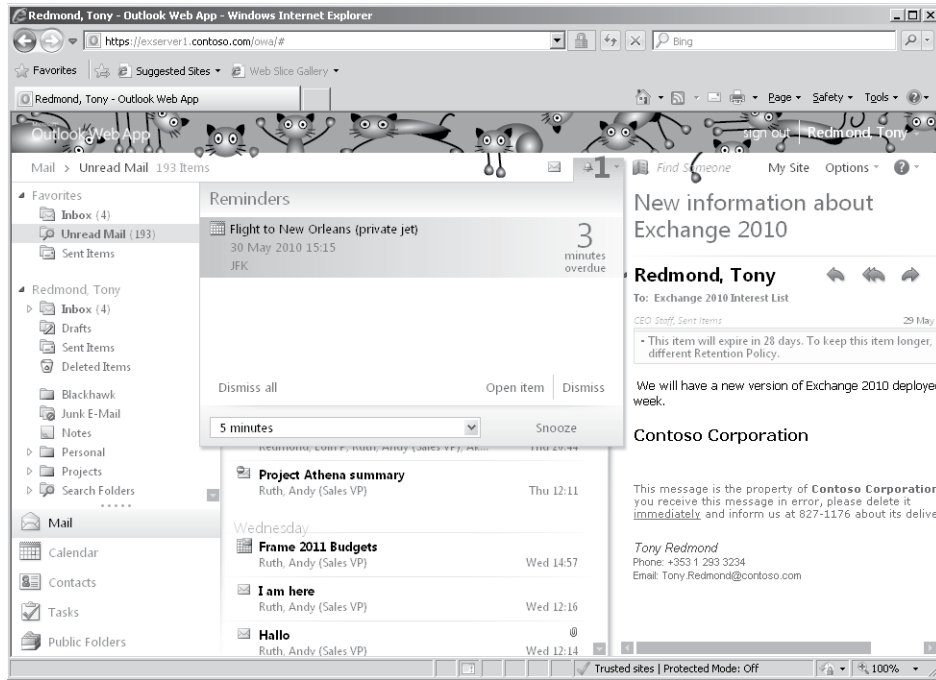 Redmond, Tony - Outlook Web App - Windows Internet Explorer
https://exserver1.contoso.com/owa/#
Bing
Favorites
Suggested Sites
Web Slice Gallery
Redmond, Tony - Outlook Web App
Page
Safety
Tools
Outlook Web App
sign out
Redmond, Tony
Mail > Unread Mail 193 Items
1
Find Someone
My Site
Options
Favorites
Inbox (4)
Unread Mail (193)
Sent Items
Redmond, Tony
Inbox (4)
Drafts
Sent Items
Deleted Items
Blackhawk
Junk E-Mail
Notes
Personal
Projects
Search Folders
Mail
Calendar
Contacts
Tasks
Public Folders
Reminders
Flight to New Orleans (private jet)
30 May 2010 15:15
JFK
3
minutes
overdue
Dismiss all
Open item
Dismiss
5 minutes
Snooze
Project Athena summary
Ruth, Andy (Sales VP)
Thu 12:11
Wednesday
Frame 2011 Budgets
Ruth, Andy (Sales VP)
Wed 14:57
I am here
Ruth, Andy (Sales VP)
Wed 12:16
Hallo
Ruth, Andy (Sales VP)
Wed 12:14
New information about
Exchange 2010
Redmond, Tony
To: Exchange 2010 Interest List
CEO Staff, Sent Items
29 May
- This item will expire in 28 days. To keep this item longer,
different Retention Policy.
We will have a new version of Exchange 2010 deployed
week.
Contoso Corporation
This message is the property of Contoso Corporation
you receive this message in error, please delete it
immediately and inform us at 827-1176 about its delive
Tony Redmond
Phone: +353 1 293 3234
Email: Tony.Redmond@contoso.com
Trusted sites | Protected Mode: Off
100%